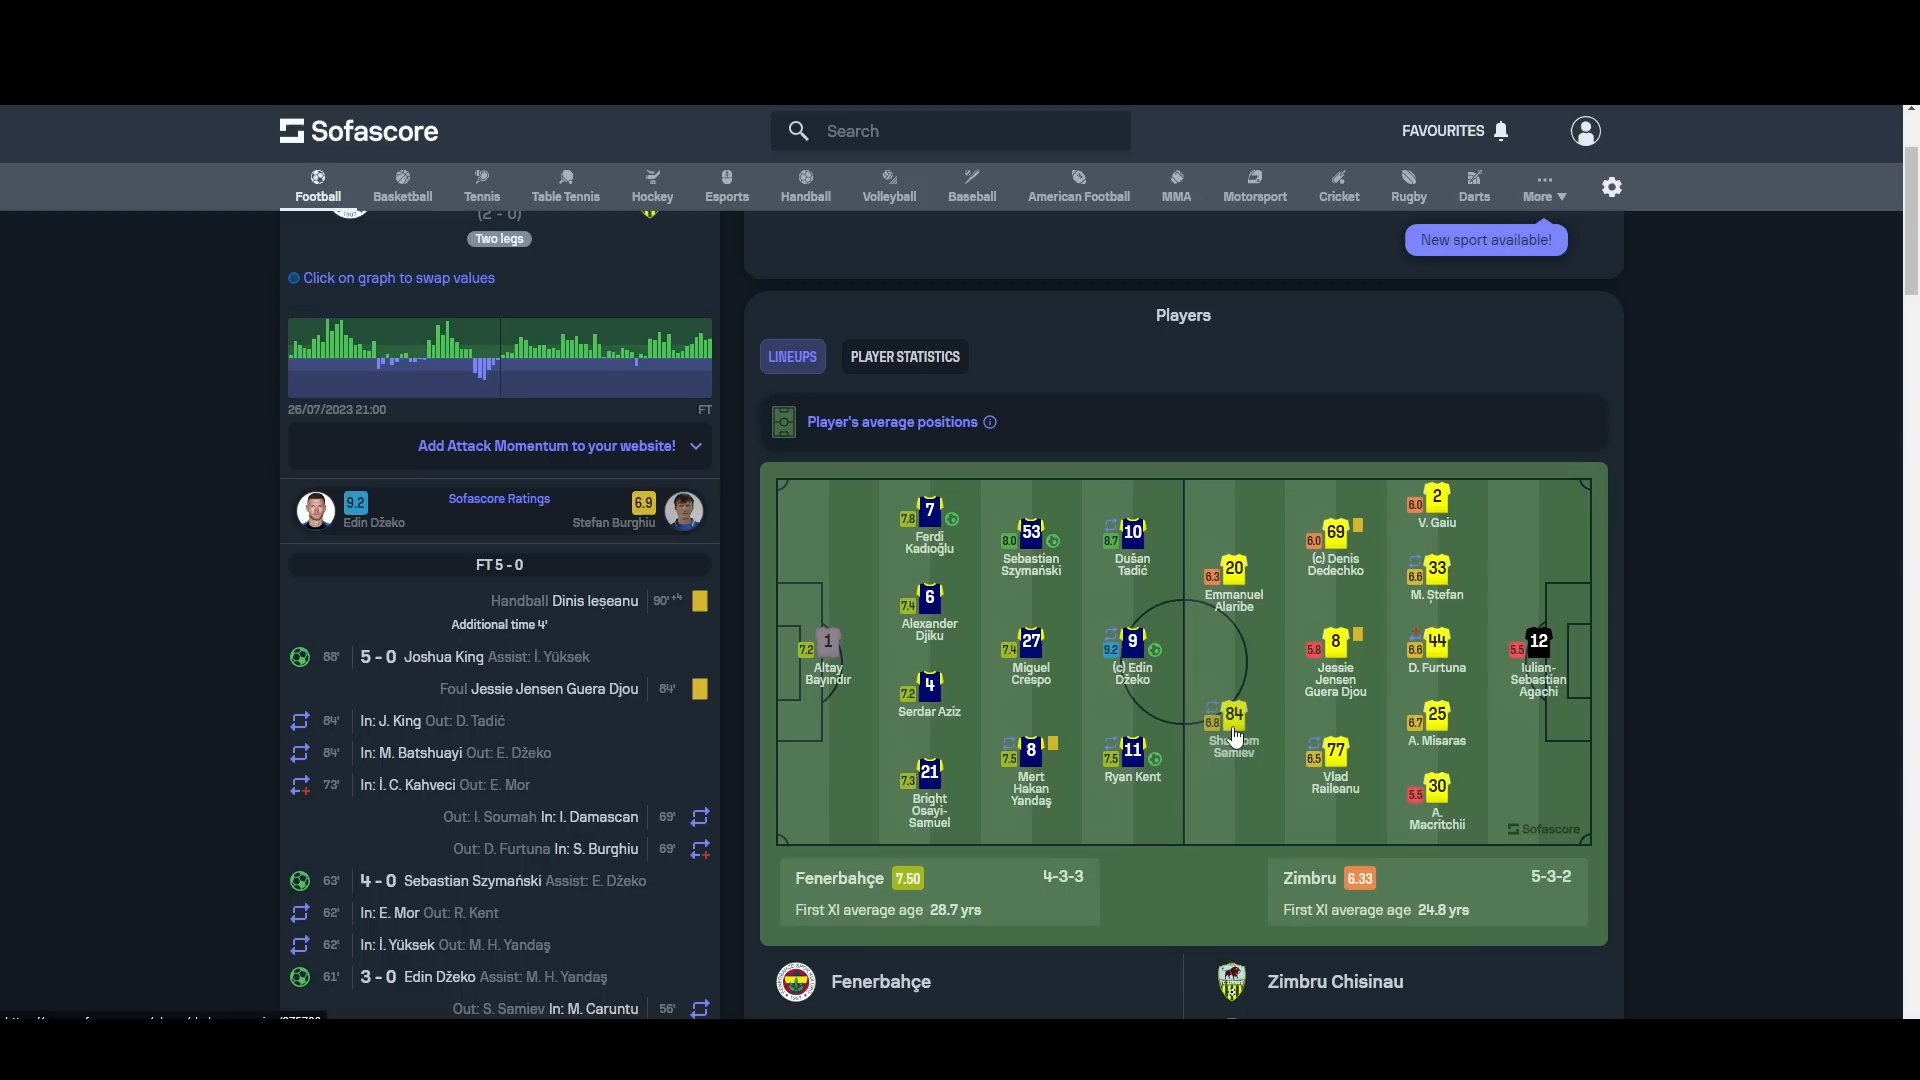 Sofascore
Search
FAVOURITES
Football
Basketball
Tennis
Table Tennis
Hockey
Esports
Handball
Volleyball
Baseball
American Football
MMA
Motorsport
Cricket
Rugby
Darts
More
New sport available!
(2 - 0)
Two legs
Click on graph to swap values
26/07/2023 21:00
FT
Add Attack Momentum to your website!
9.2
Edin Džeko
Sofascore Ratings
6.9
Stefan Burghiu
FT 5 - 0
Handball Dinis Ieșeanu 90'+4
Additional time 4'
88' 5 - 0 Joshua King Assist: İ. Yüksek
Foul Jessie Jensen Guera Djou 84'
84' In: J. King Out: D. Tadić
84' In: M. Batshuayi Out: E. Džeko
73' In: İ. C. Kahveci Out: E. Mor
Out: I. Soumah In: I. Damascan 69'
Out: D. Furtuna In: S. Burghiu 69'
63' 4 - 0 Sebastian Szymański Assist: E. Džeko
62' In: E. Mor Out: R. Kent
62' In: İ. Yüksek Out: M. H. Yandaş
61' 3 - 0 Edin Džeko Assist: M. H. Yandaş
Out: S. Samiev In: M. Caruntu 56'
Players
LINEUPS
PLAYER STATISTICS
Player's average positions
1
7.2
Altay
Bayındır
7
7.8
Ferdi
Kadıoğlu
6
7.4
Alexander
Djiku
4
7.2
Serdar Aziz
21
7.3
Bright
Osayi-
Samuel
53
8.0
Sebastian
Szymański
27
7.4
Miguel
Crespo
8
7.5
Mert
Hakan
Yandaş
10
8.7
Dušan
Tadić
9
9.2
(c) Edin
Džeko
11
7.5
Ryan Kent
20
6.3
Emmanuel
Alaribe
84
6.8
Samiev
69
6.0
(c) Denis
Dedechko
8
5.8
Jessie
Jensen
Guera Djou
77
6.5
Vlad
Raileanu
2
6.0
V. Gaiu
33
6.6
M. Ștefan
44
6.6
D. Furtuna
25
6.7
A. Misaras
30
5.5
A.
Macritchii
12
5.5
Iulian-
Sebastian
Agachi
Sofascore
Fenerbahçe 7.50 4-3-3
First XI average age 28.7 yrs
Zimbru 6.33 5-3-2
First XI average age 24.8 yrs
Fenerbahçe
Zimbru Chisinau